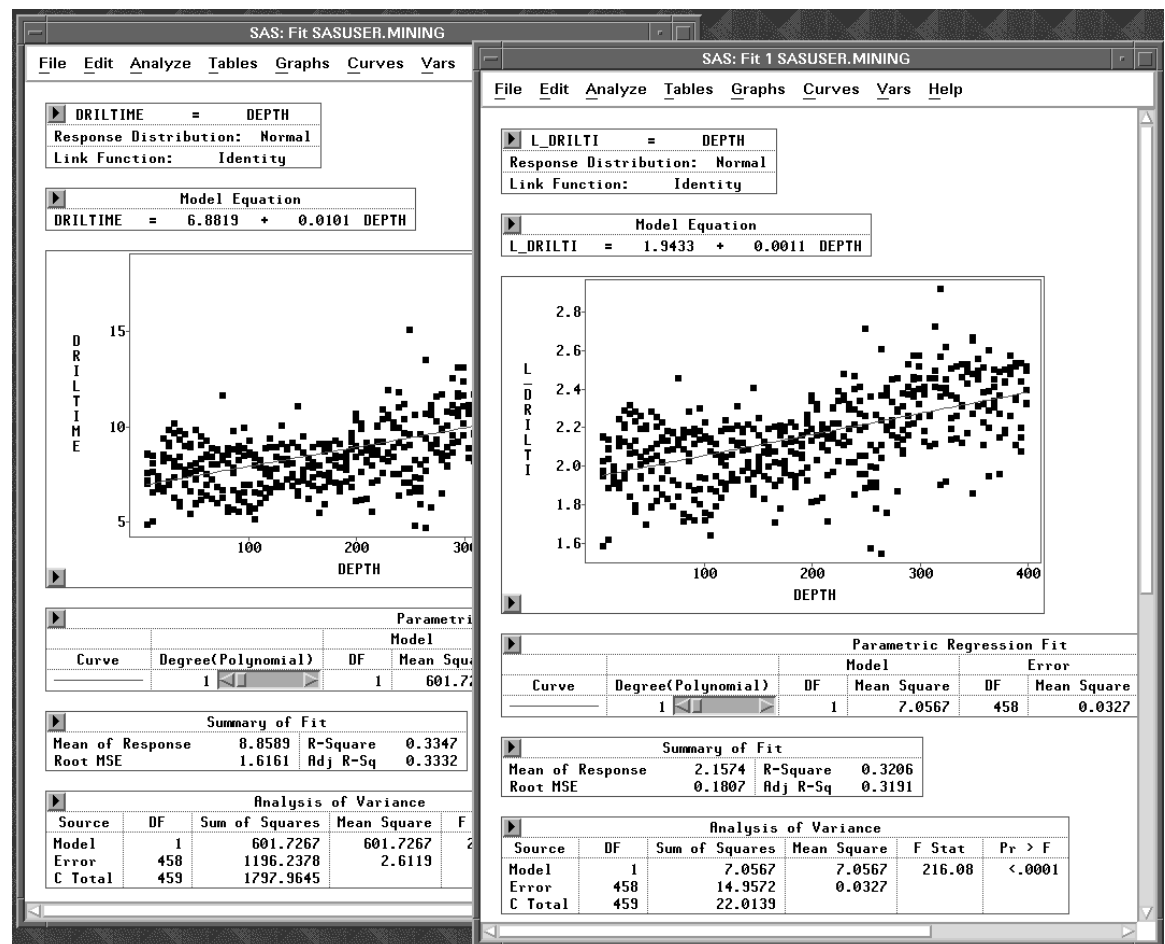 SAS: Fit SASUSER.MINING
File Edit Analyze Tables Graphs Curves Vars
DRILTIME = DEPTH
Response Distribution: Normal
Link Function: Identity
Model Equation
DRILTIME = 6.8819 + 0.0101 DEPTH
DRILTIME
15
10
5
100 200 30
DEPTH
Parametri
Model
Curve Degree(Polynomial) DF Mean Squ
1 1 601.72
Summary of Fit
Mean of Response 8.8589 R-Square 0.3347
Root MSE 1.6161 Adj R-Sq 0.3332
Analysis of Variance
Source DF Sum of Squares Mean Square F
Model 1 601.7267 601.7267 2
Error 458 1196.2378 2.6119
C Total 459 1797.9645
SAS: Fit 1 SASUSER.MINING
File Edit Analyze Tables Graphs Curves Vars Help
L_DRILTI = DEPTH
Response Distribution: Normal
Link Function: Identity
Model Equation
L_DRILTI = 1.9433 + 0.0011 DEPTH
L_DRILTI
2.8
2.6
2.4
2.2
2.0
1.8
1.6
100 200 300 400
DEPTH
Parametric Regression Fit
Model Error
Curve Degree(Polynomial) DF Mean Square DF Mean Square
1 1 7.0567 458 0.0327
Summary of Fit
Mean of Response 2.1574 R-Square 0.3206
Root MSE 0.1807 Adj R-Sq 0.3191
Analysis of Variance
Source DF Sum of Squares Mean Square F Stat Pr > F
Model 1 7.0567 7.0567 216.08 <.0001
Error 458 14.9572 0.0327
C Total 459 22.0139